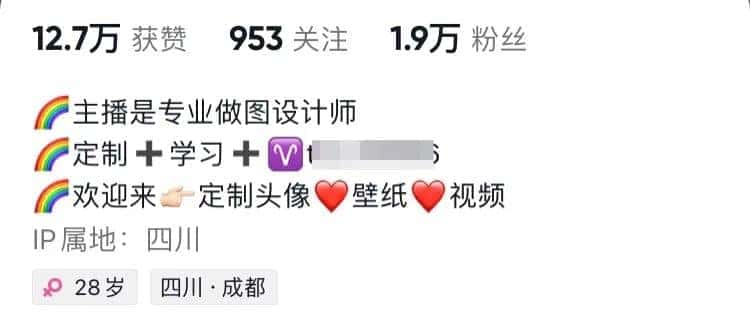 12.7万 获赞 953 关注 1.9万 粉丝
🌈主播是专业做图设计师
🌈定制➕学习➕♈t 6
🌈欢迎来👉🏻定制头像❤️壁纸❤️视频
IP属地：四川
28岁 四川·成都